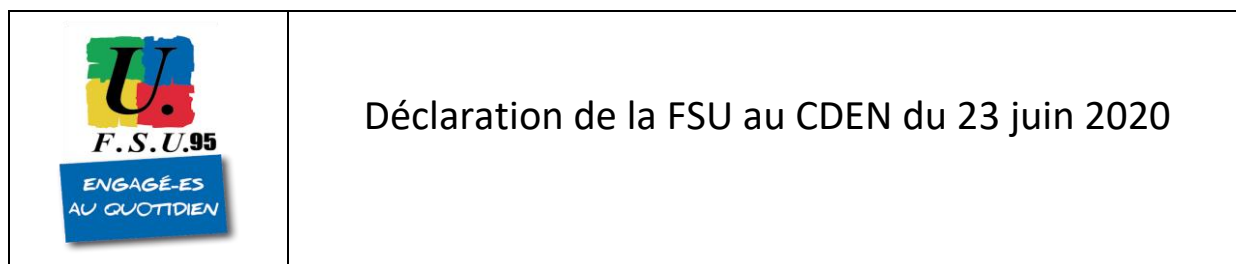 U.
F.S.U.95
ENGAGÉ-ES
AU QUOTIDIEN
Déclaration de la FSU au CDEN du 23 juin 2020